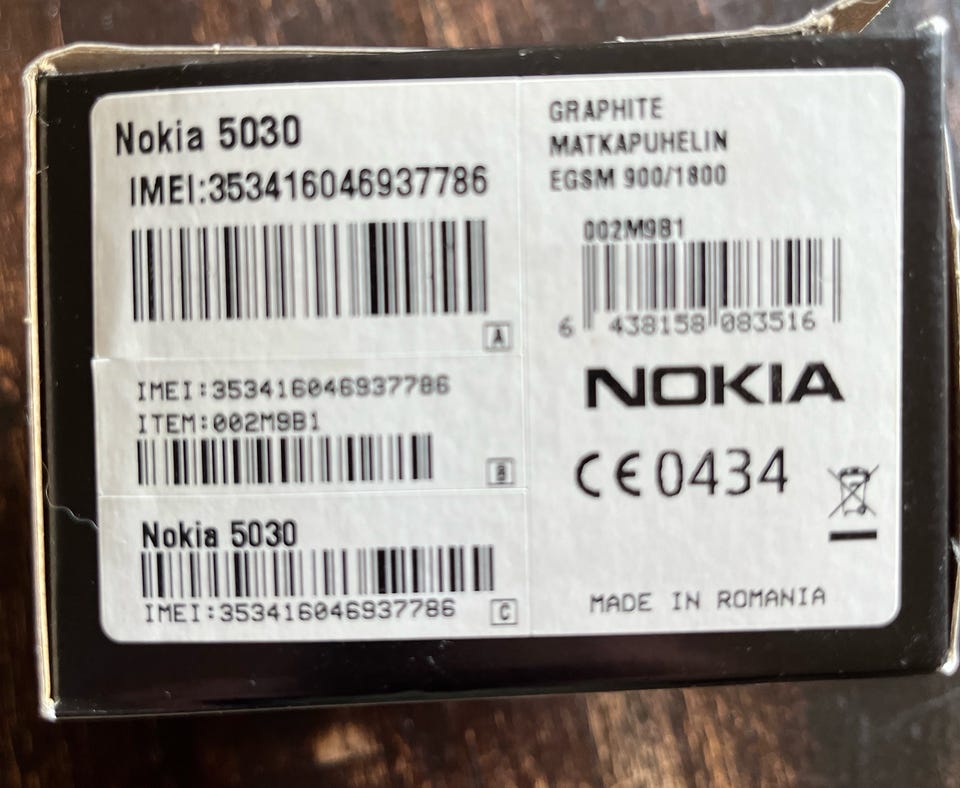 Nokia 5030
IMEI:353416046937786
A
IMEI:353416046937786
ITEM:002M9B1
B
Nokia 5030
IMEI:353416046937786
C
GRAPHITE
MATKAPUHELIN
EGSM 900/1800
002M9B1
6 438158 083516
NOKIA
CE0434
MADE IN ROMANIA